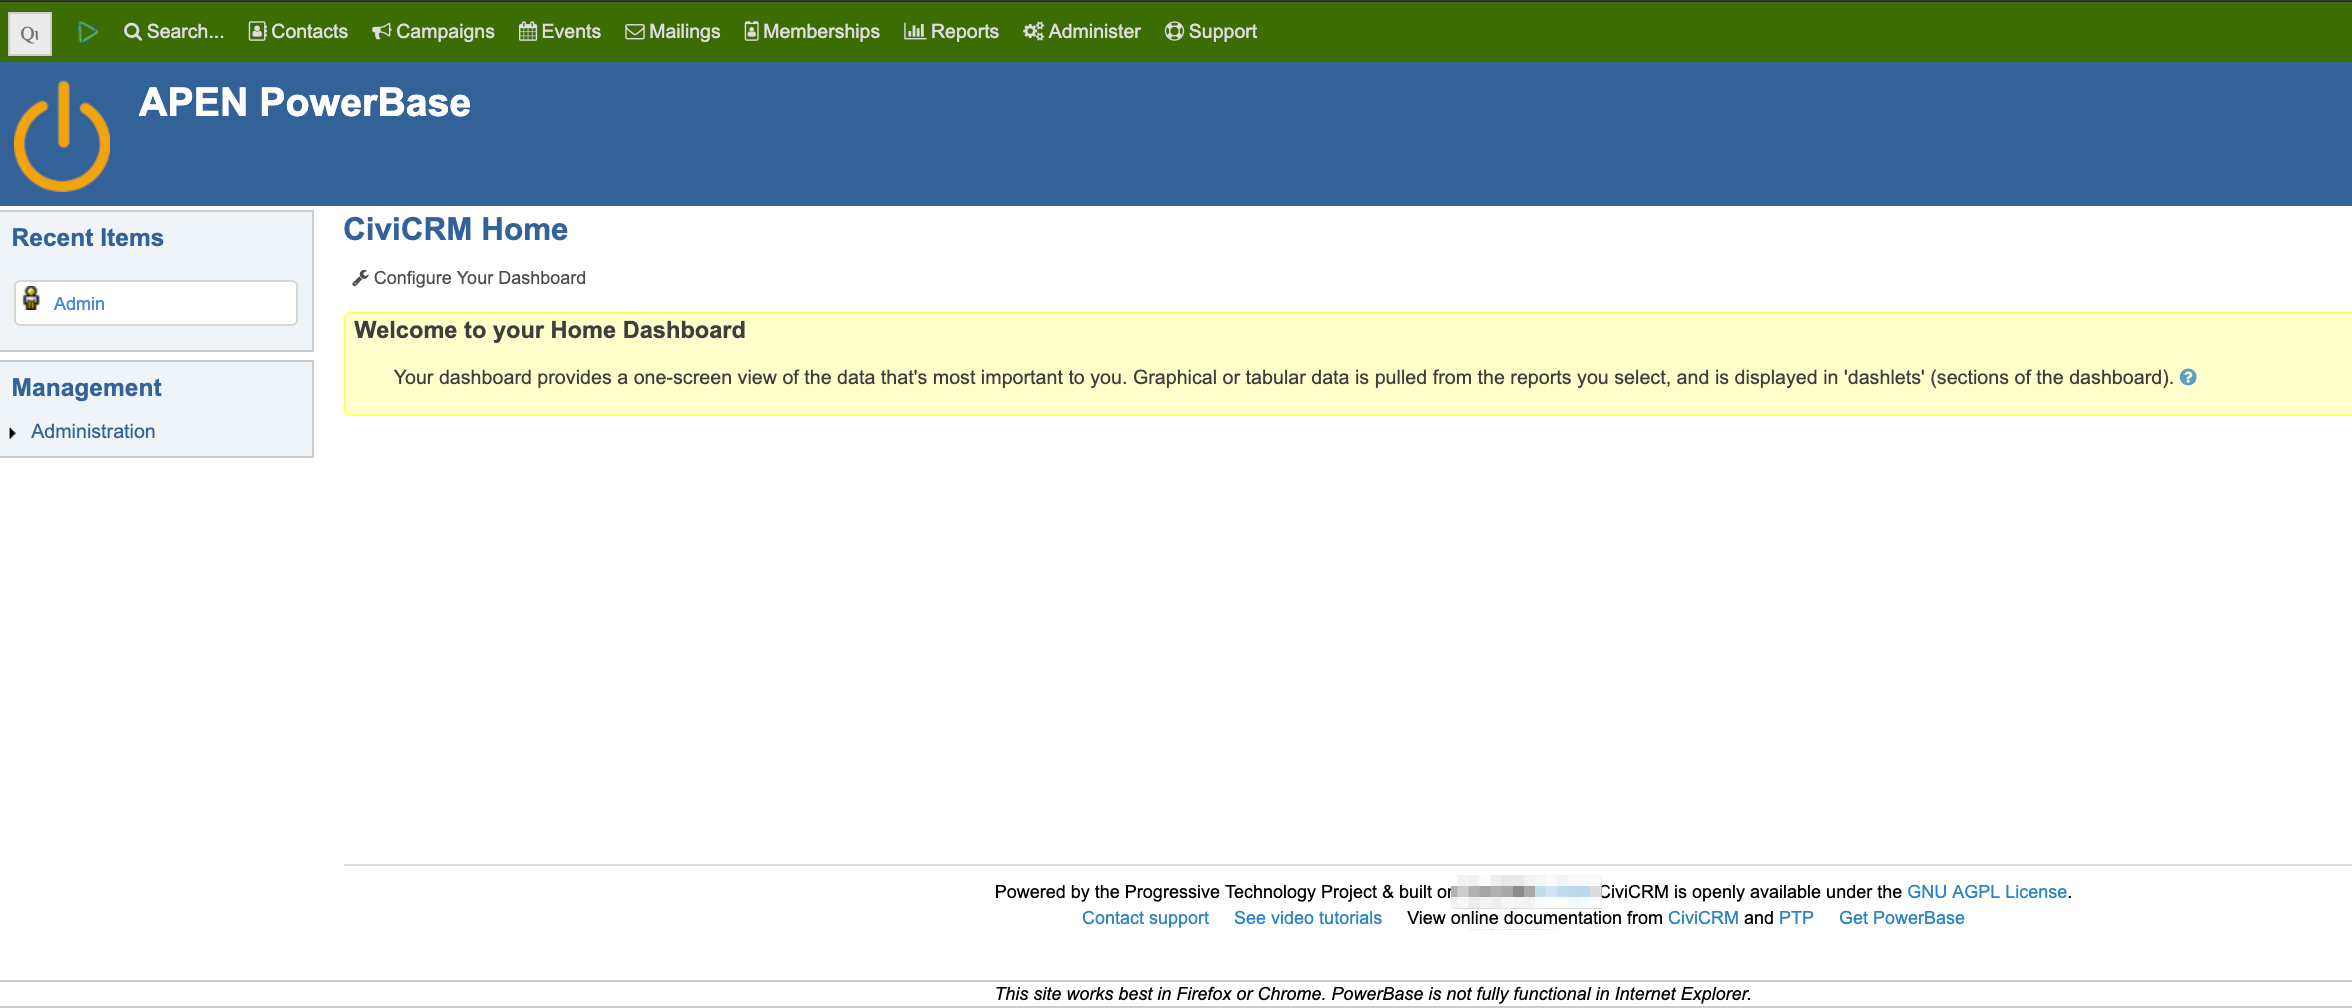 Search... Contacts Campaigns Events Mailings Memberships Reports Administer Support
APEN PowerBase
Recent Items
Admin
Management
Administration
CiviCRM Home
Configure Your Dashboard
Welcome to your Home Dashboard
Your dashboard provides a one-screen view of the data that's most important to you. Graphical or tabular data is pulled from the reports you select, and is displayed in 'dashlets' (sections of the dashboard). ?
Powered by the Progressive Technology Project & built CiviCRM is openly available under the GNU AGPL License.
Contact support See video tutorials View online documentation from CiviCRM and PTP Get PowerBase
This site works best in Firefox or Chrome. PowerBase is not fully functional in Internet Explorer.